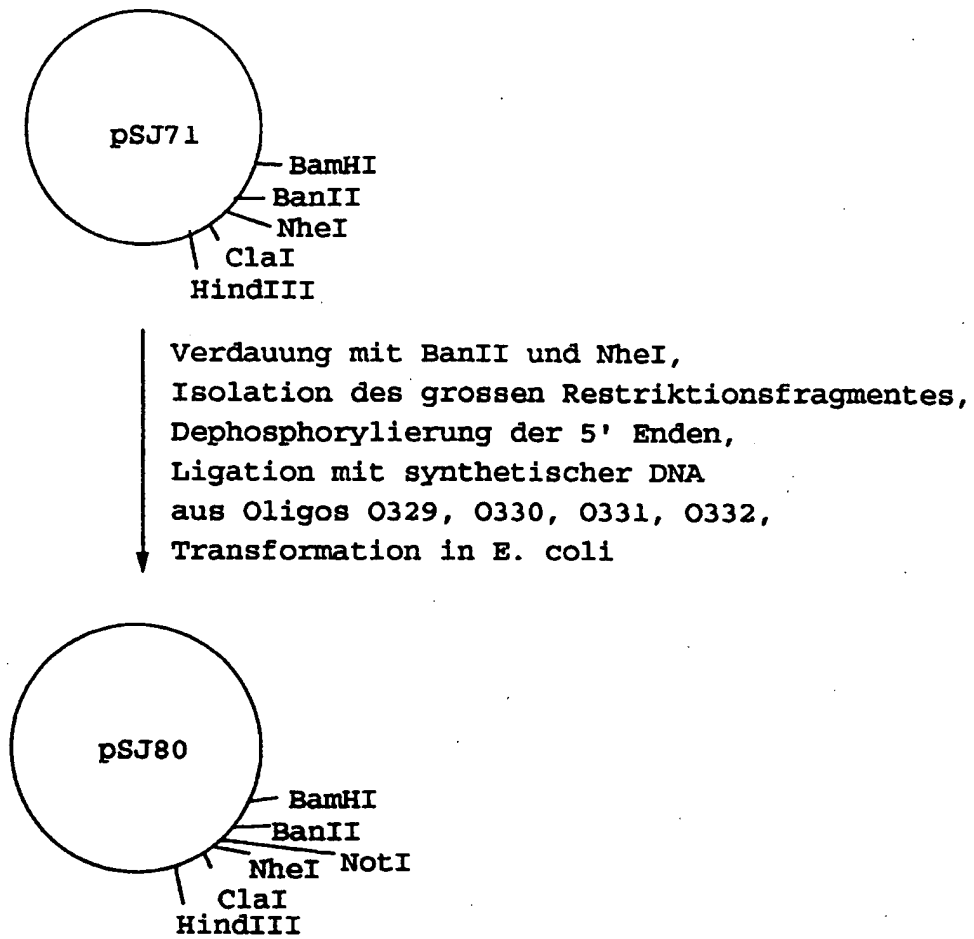 pSJ71
BamHI
BanII
NheI
ClaI
HindIII
Verdauung mit BanII und NheI,
Isolation des grossen Restriktionsfragmentes,
Dephosphorylierung der 5' Enden,
Ligation mit synthetischer DNA
aus Oligos O329, O330, O331, O332,
Transformation in E. coli
pSJ80
BamHI
BanII
NheI NotI
ClaI
HindIII